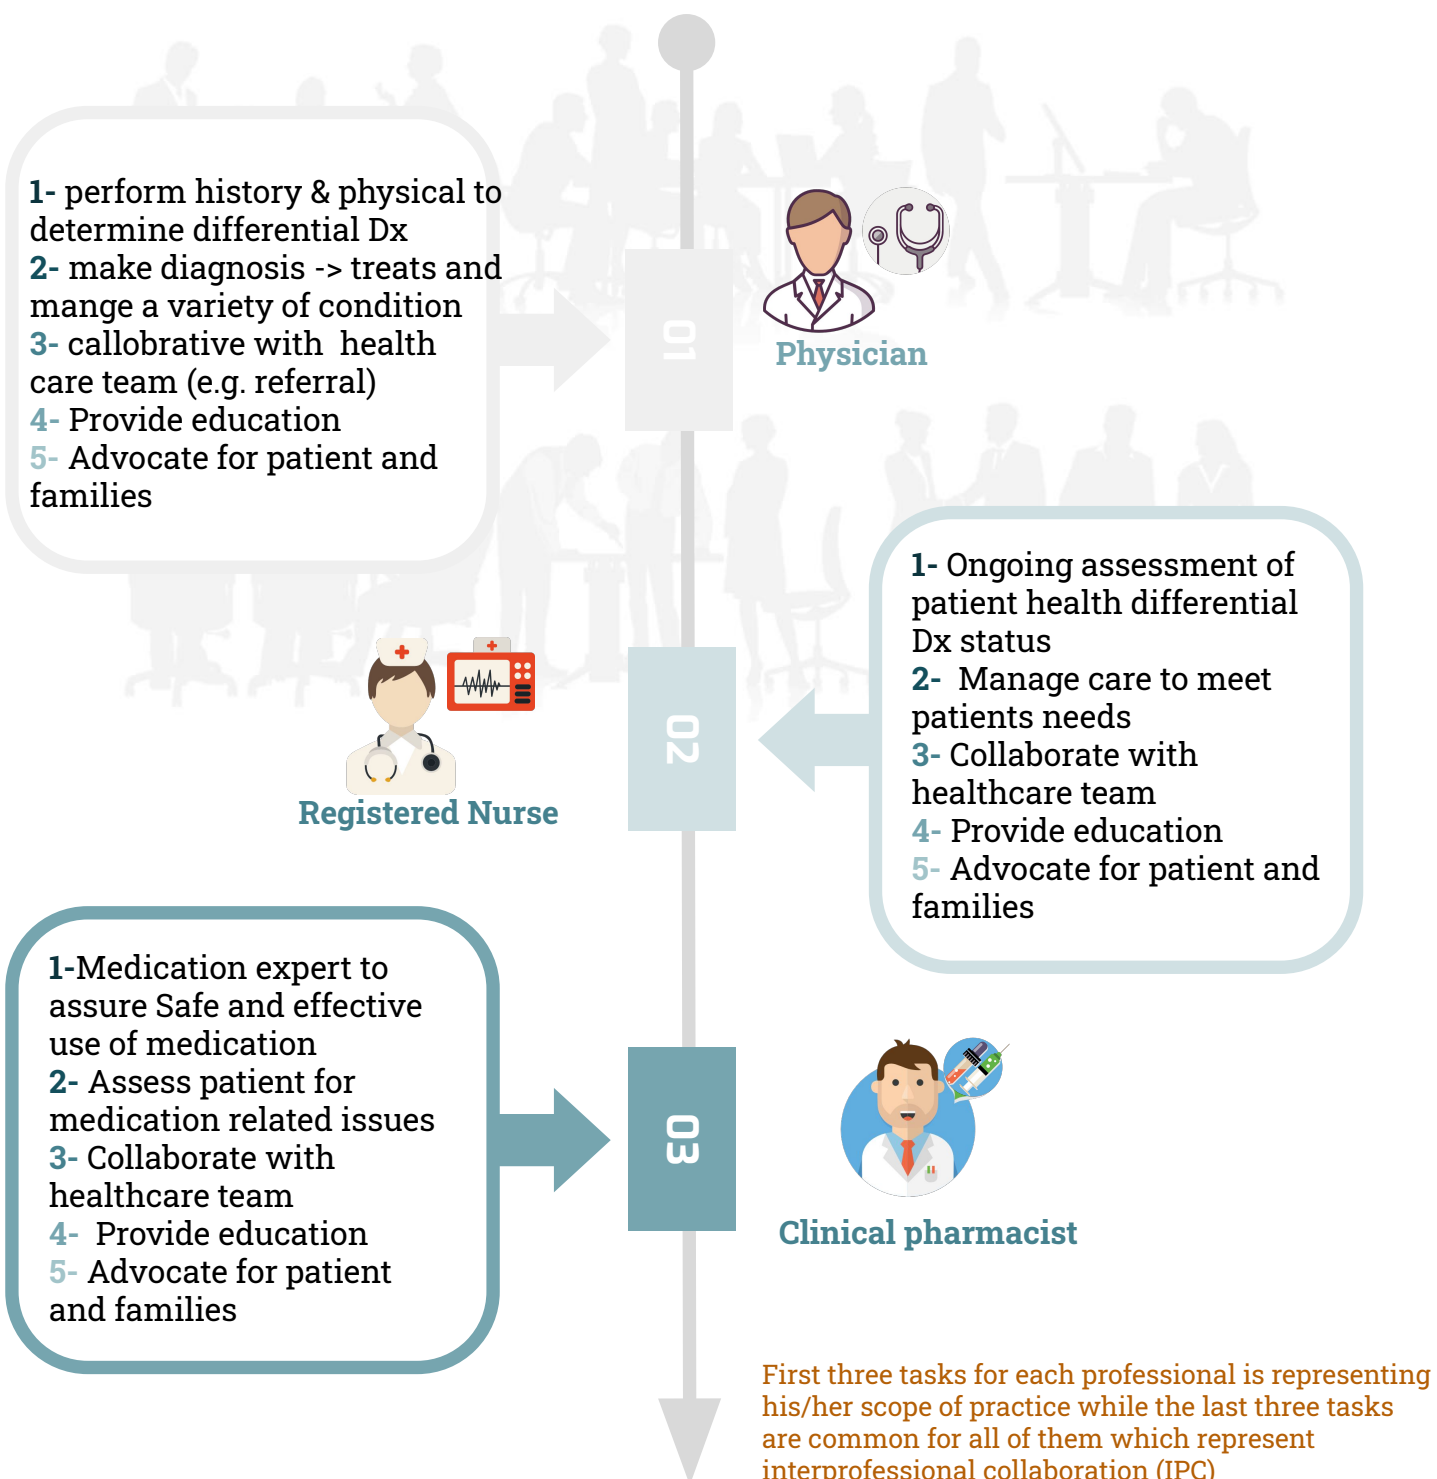 1- perform history & physical to
determine differential Dx
2- make diagnosis -> treats and
mange a variety of condition
3- callobrative with  health
care team (e.g. referral)
4- Provide education
5- Advocate for patient and
families
01
Physician
1- Ongoing assessment of
patient health differential
Dx status
2-  Manage care to meet
patients needs
3- Collaborate with
healthcare team
4- Provide education
5- Advocate for patient and
families
02
Registered Nurse
1-Medication expert to
assure Safe and effective
use of medication
2- Assess patient for
medication related issues
3- Collaborate with
healthcare team
4-  Provide education
5- Advocate for patient
and families
03
Clinical pharmacist
First three tasks for each professional is representing
his/her scope of practice while the last three tasks
are common for all of them which represent
interprofessional collaboration (IPC)